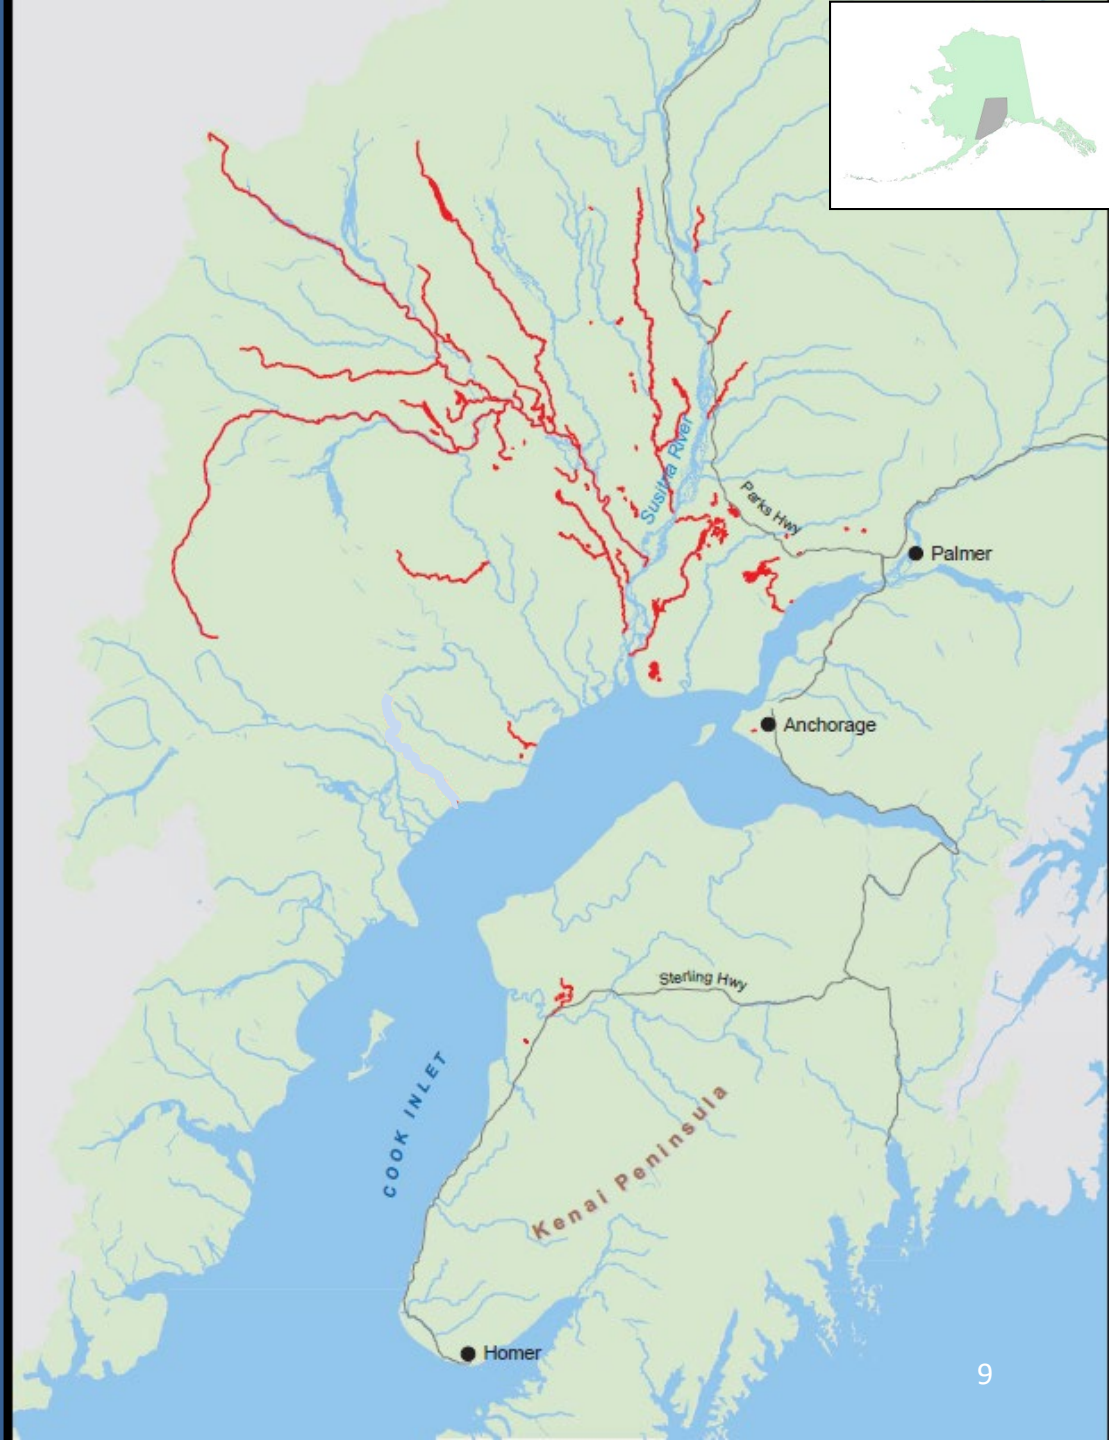 Susitna River
Parks Hwy
Palmer
Anchorage
Sterling Hwy
COOK INLET
Kenai Peninsula
Homer
9